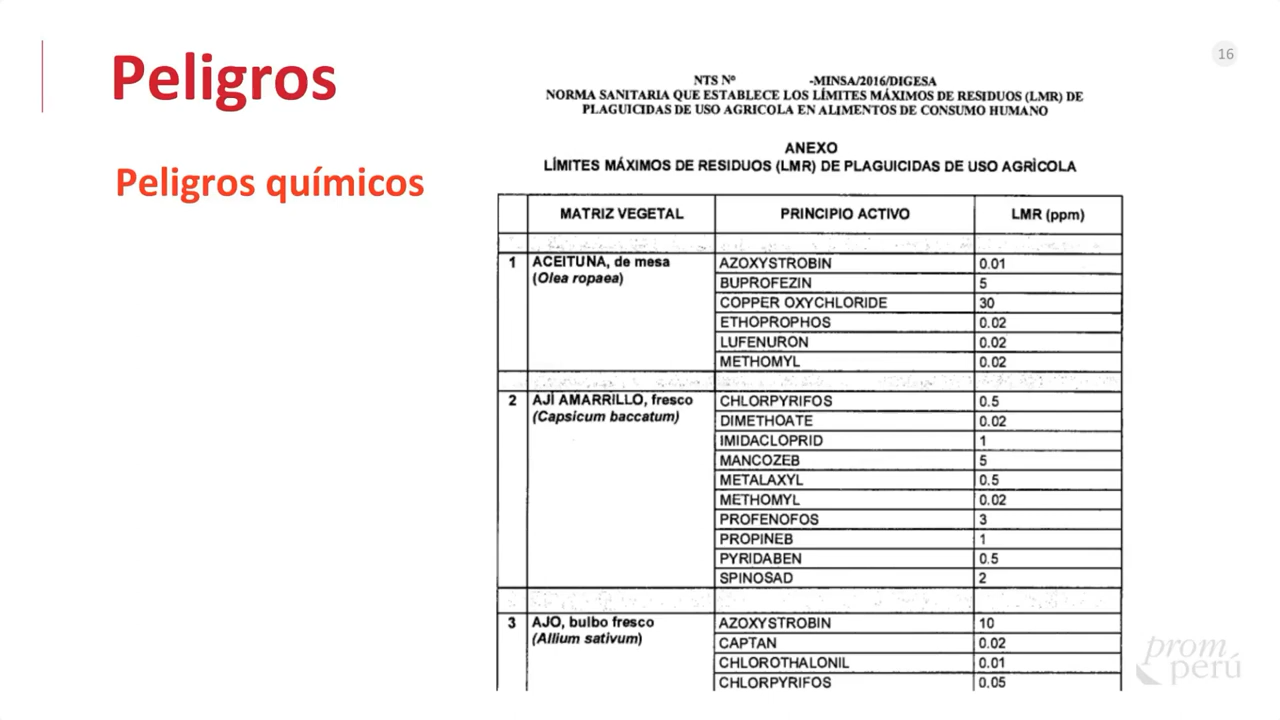 Peligros
16
Peligros químicos
NTS Nº -MINSA/2016/DIGESA
NORMA SANITARIA QUE ESTABLECE LOS LÍMITES MÁXIMOS DE RESIDUOS (LMR) DE
PLAGUICIDAS DE USO AGRICOLA EN ALIMENTOS DE CONSUMO HUMANO
ANEXO
LÍMITES MÁXIMOS DE RESIDUOS (LMR) DE PLAGUICIDAS DE USO AGRÌCOLA
MATRIZ VEGETAL PRINCIPIO ACTIVO LMR (ppm)
1 ACEITUNA, de mesa AZOXYSTROBIN 0.01
(Olea ropaea) BUPROFEZIN 5
COPPER OXYCHLORIDE 30
ETHOPROPHOS 0.02
LUFENURON 0.02
METHOMYL 0.02
2 AJÍ AMARRILLO, fresco CHLORPYRIFOS 0.5
(Capsicum baccatum) DIMETHOATE 0.02
IMIDACLOPRID 1
MANCOZEB 5
METALAXYL 0.5
METHOMYL 0.02
PROFENOFOS 3
PROPINEB 1
PYRIDABEN 0.5
SPINOSAD 2
3 AJO, bulbo fresco AZOXYSTROBIN 10
(Allium sativum) CAPTAN 0.02
CHLOROTHALONIL 0.01
CHLORPYRIFOS 0.05
prom
perú